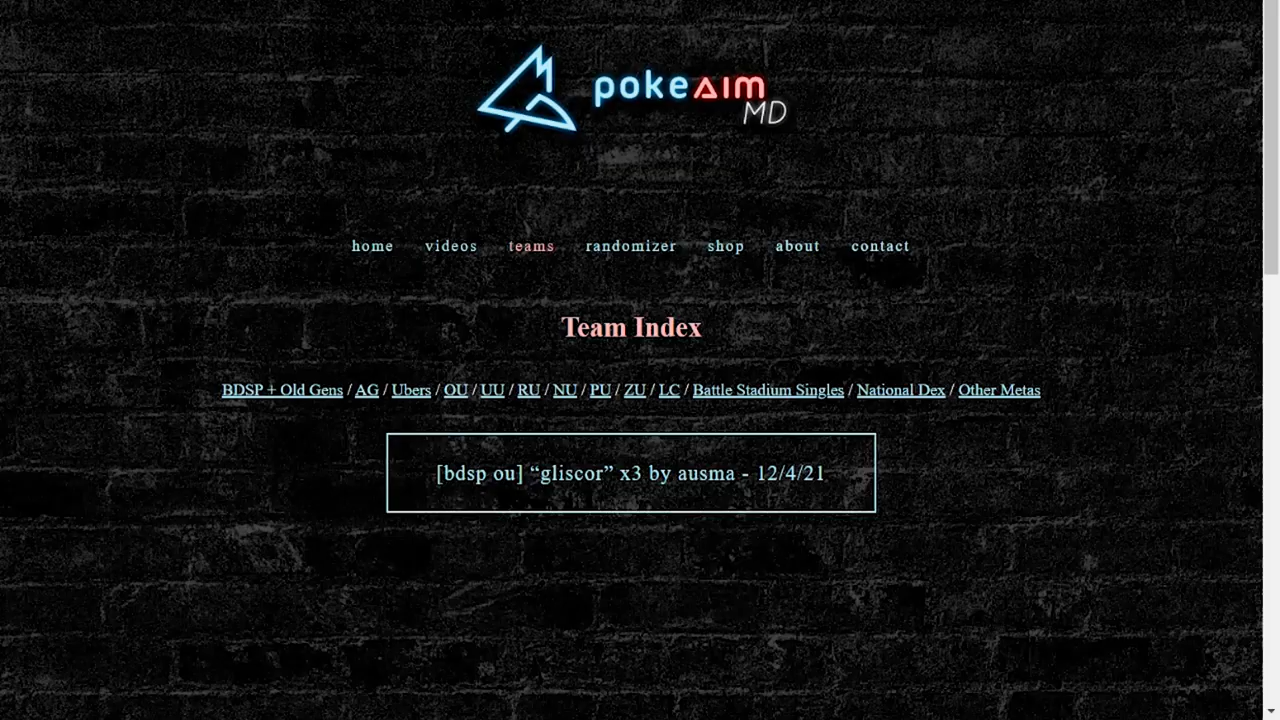 pokeaim
MD
home videos teams randomizer shop about contact
Team Index
BDSP + Old Gens / AG / Ubers / OU / UU / RU / NU / PU / ZU / LC / Battle Stadium Singles / National Dex / Other Metas
[bdsp ou] “gliscor” x3 by ausma - 12/4/21